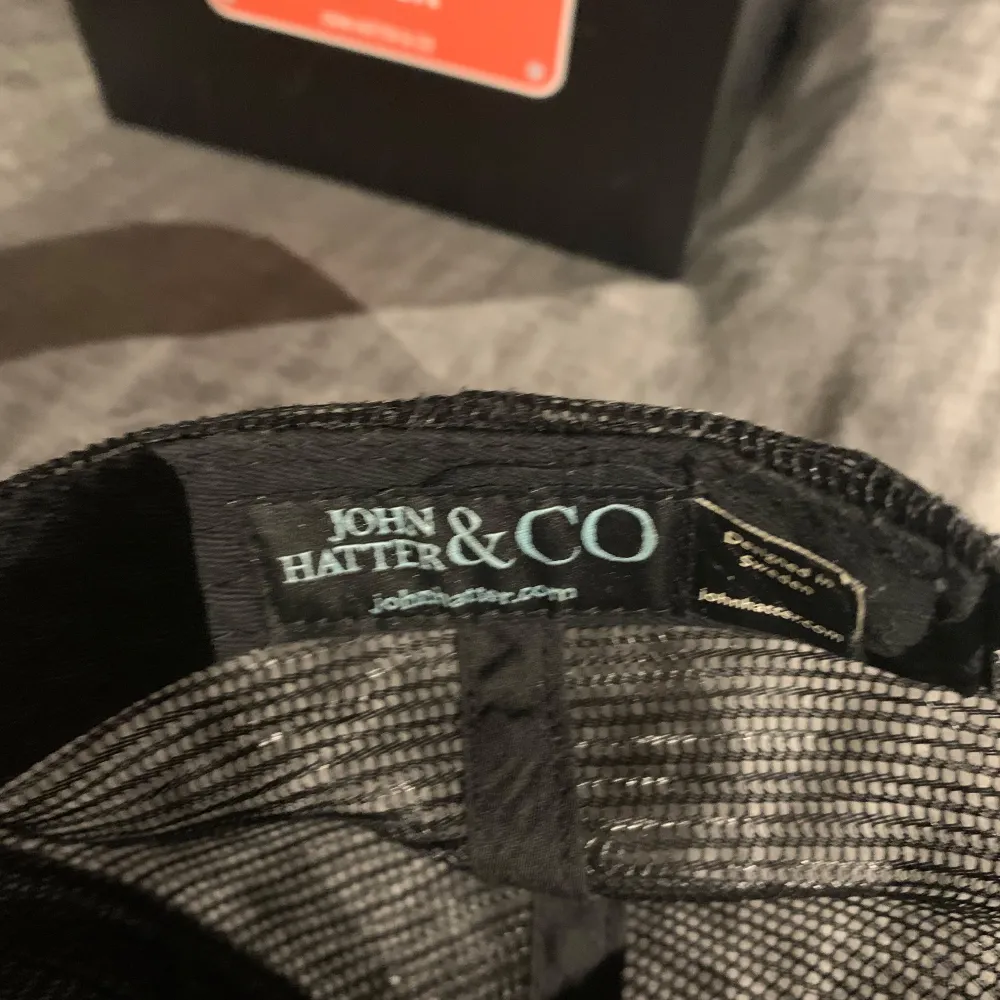 JOHN
HATTER & CO
johnhatter.com
Designed in
Sweden
johnhatter.com